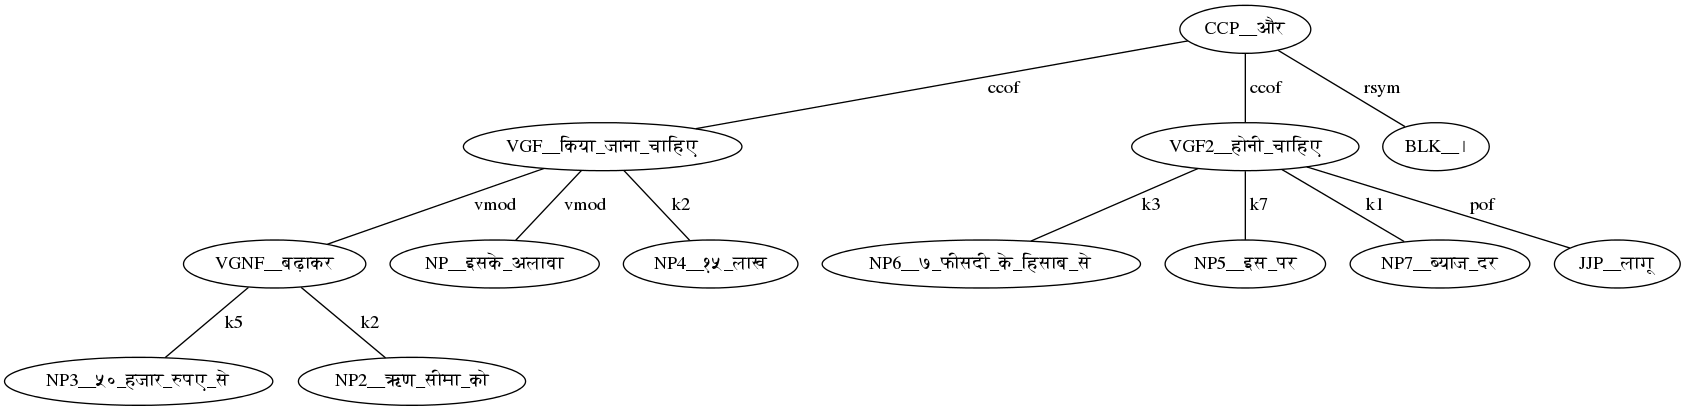 CCP__और
ccof ccof rsym
VGF__किया_जाना_चाहिए VGF2__होनी_चाहिए BLK__।
vmod vmod k2 k3 k7 k1 pof
VGNF__बढ़ाकर NP__इसके_अलावा NP4__१५_लाख NP6__७_फीसदी_के_हिसाब_से NP5__इस_पर NP7__ब्याज_दर JJP__लागू
k5 k2
NP3__५०_हजार_रुपए_से NP2__ऋण_सीमा_को